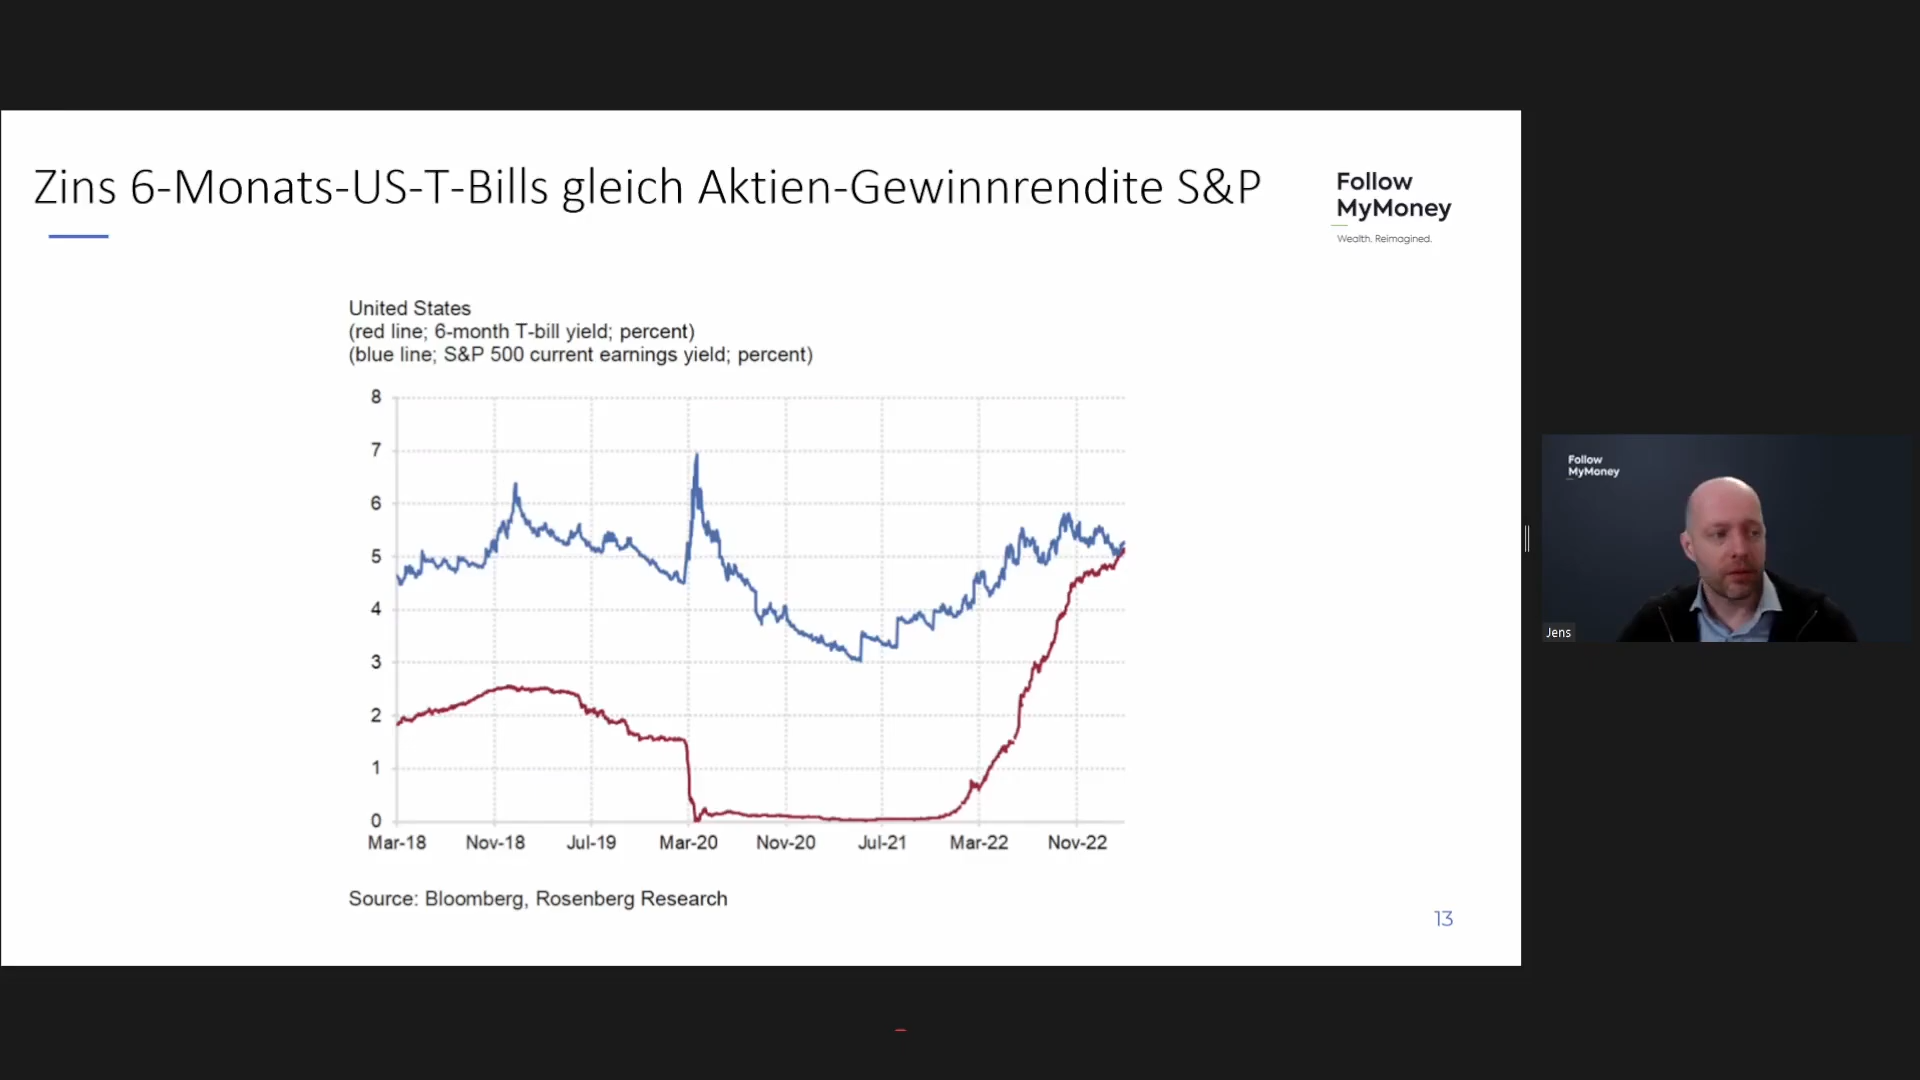 Zins 6-Monats-US-T-Bills gleich Aktien-Gewinnrendite S&P
Follow
MyMoney
Wealth. Reimagined.
United States
(red line; 6-month T-bill yield; percent)
(blue line; S&P 500 current earnings yield; percent)
8
7
6
5
4
3
2
1
0
Mar-18 Nov-18 Jul-19 Mar-20 Nov-20 Jul-21 Mar-22 Nov-22
Source: Bloomberg, Rosenberg Research
13
Follow
MyMoney
Jens